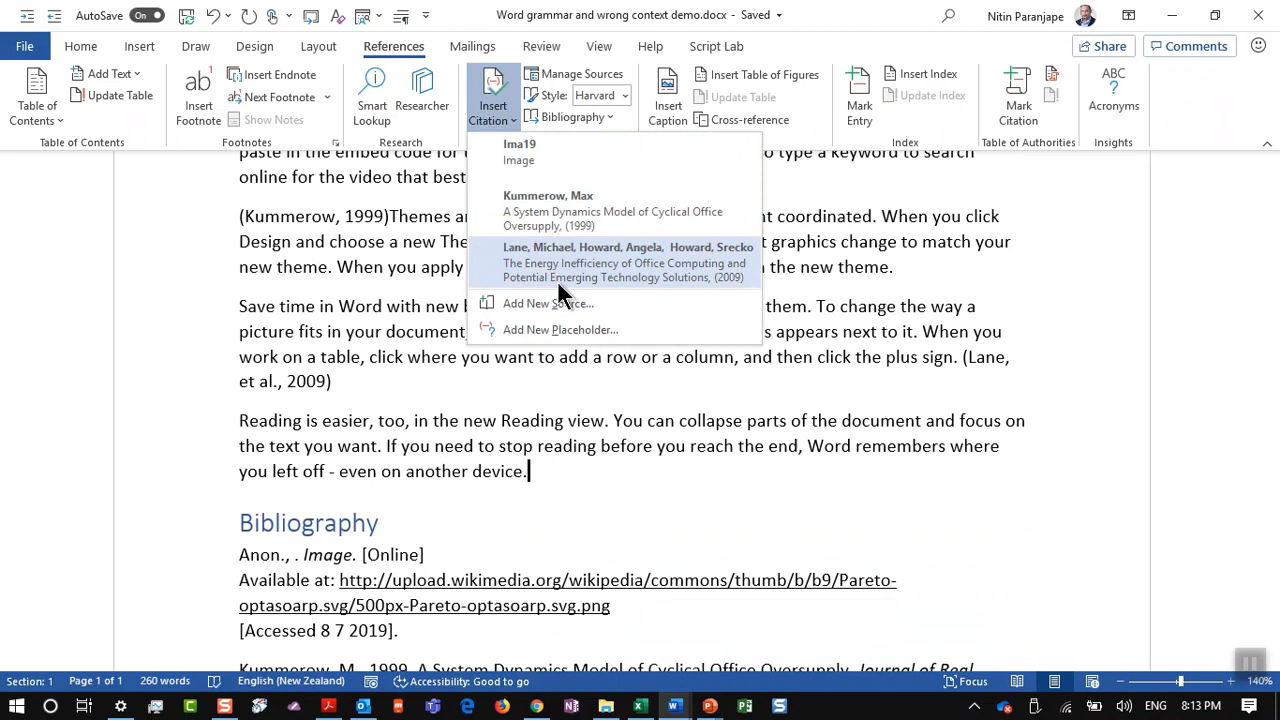 AutoSave On
Word grammar and wrong context demo.docx - Saved
Nitin Paranjape
File Home Insert Draw Design Layout References Mailings Review View Help Script Lab
Share Comments
Table of Contents
Add Text
Update Table
Table of Contents
ab1
Insert Footnote
Insert Endnote
Next Footnote
Show Notes
Footnotes
Smart Lookup
Researcher
Research
Insert Citation
Manage Sources
Style: Harvard
Bibliography
Insert Caption
Insert Table of Figures
Update Table
Cross-reference
Mark Entry
Insert Index
Update Index
Index
Mark Citation
Table of Authorities
ABC
Acronyms
Insights
Ima19
Image
Kummerow, Max
A System Dynamics Model of Cyclical Office
Oversupply, (1999)
Lane, Michael, Howard, Angela, Howard, Srecko
The Energy Inefficiency of Office Computing and
Potential Emerging Technology Solutions, (2009)
Add New Source...
Add New Placeholder...
paste in the embed code for to type a keyword to search
online for the video that best
(Kummerow, 1999)Themes an nt coordinated. When you click
Design and choose a new The t graphics change to match your
new theme. When you apply the new theme.
Save time in Word with new b them. To change the way a
picture fits in your document, s appears next to it. When you
work on a table, click where you want to add a row or a column, and then click the plus sign. (Lane,
et al., 2009)
Reading is easier, too, in the new Reading view. You can collapse parts of the document and focus on
the text you want. If you need to stop reading before you reach the end, Word remembers where
you left off - even on another device.
Bibliography
Anon., . Image. [Online]
Available at: http://upload.wikimedia.org/wikipedia/commons/thumb/b/b9/Pareto-
optasoarp.svg/500px-Pareto-optasoarp.svg.png
[Accessed 8 7 2019].
Kummerow, M., 1999. A System Dynamics Model of Cyclical Office Oversupply. Journal of Real
Section: 1 Page 1 of 1 260 words English (New Zealand) Accessibility: Good to go Focus 140%
ENG 8:13 PM